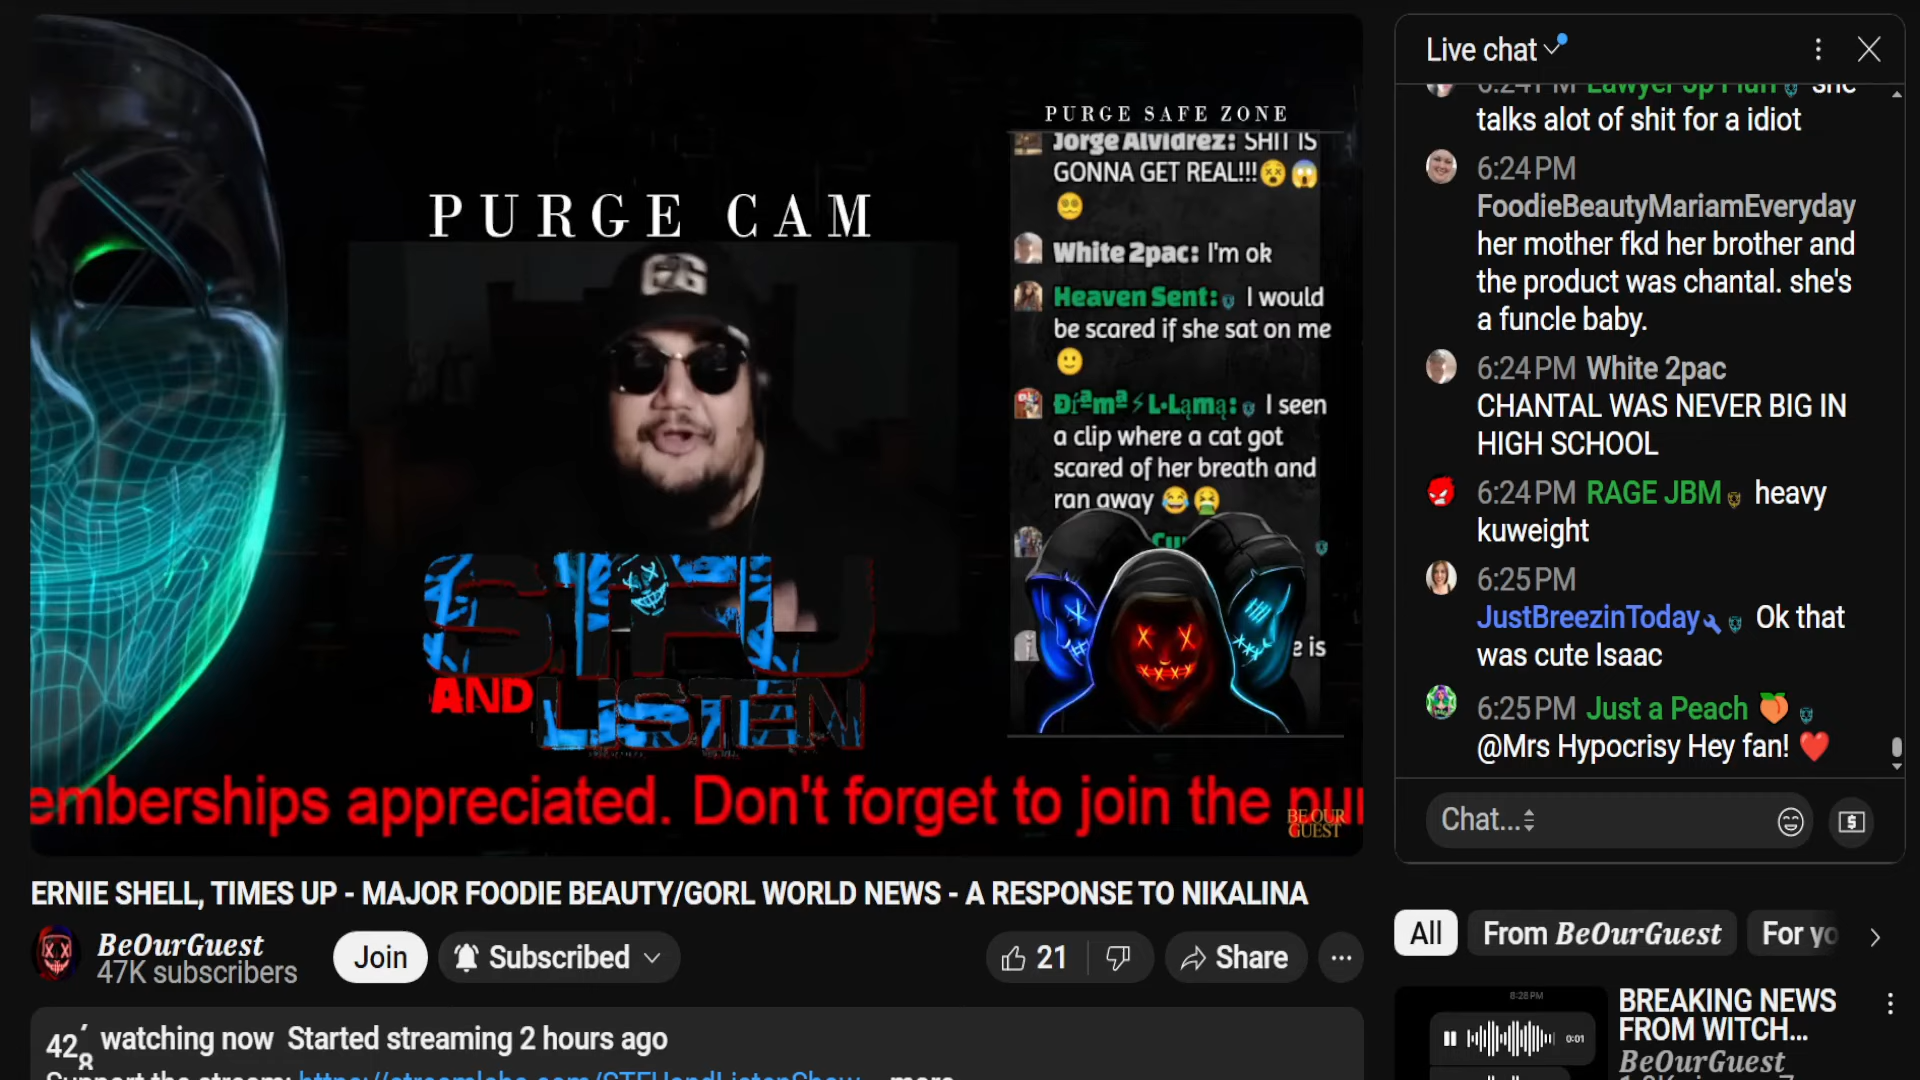 PURGE CAM
STFU
AND LISTEN
PURGE SAFE ZONE
Jorge Alvidrez: SHIT IS
GONNA GET REAL!!!😵😱
😵‍💫
White 2pac: I'm ok
Heaven Sent: I would
be scared if she sat on me
🙂
Ðíªmª⚡L•Ląmą: I seen
a clip where a cat got
scared of her breath and
ran away 😂🤮
e is
emberships appreciated. Don't forget to join the pur
BE OUR
GUEST
ERNIE SHELL, TIMES UP - MAJOR FOODIE BEAUTY/GORL WORLD NEWS - A RESPONSE TO NIKALINA
BeOurGuest
47K subscribers
Join
Subscribed
21
Share
watching now Started streaming 2 hours ago
Support the stream: https://streamlabs.com/STFUandListenShow ...more
Live chat
6:24 PM Lawyer Up Fluff she
talks alot of shit for a idiot
6:24 PM
FoodieBeautyMariamEveryday
her mother fkd her brother and
the product was chantal. she's
a funcle baby.
6:24 PM White 2pac
CHANTAL WAS NEVER BIG IN
HIGH SCHOOL
6:24 PM RAGE JBM heavy
kuweight
6:25 PM
JustBreezinToday Ok that
was cute Isaac
6:25 PM Just a Peach 🍑
@Mrs Hypocrisy Hey fan! ❤️
Chat...
All
From BeOurGuest
For yo
8:28 PM
0:01
BREAKING NEWS
FROM WITCH...
BeOurGuest